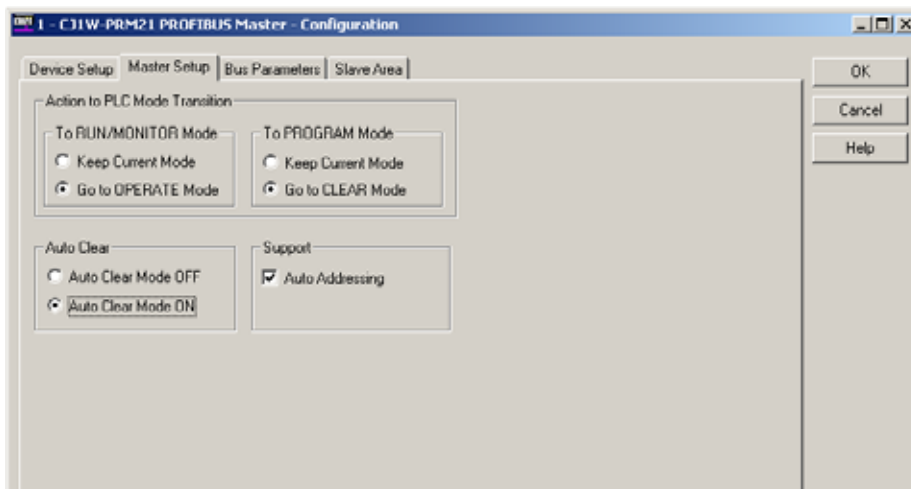 1 - CJ1W-PRM21 PROFIBUS Master - Configuration
Device Setup Master Setup Bus Parameters Slave Area
OK
Cancel
Help
Action to PLC Mode Transition
To RUN/MONITOR Mode
Keep Current Mode
Go to OPERATE Mode
To PROGRAM Mode
Keep Current Mode
Go to CLEAR Mode
Auto Clear
Auto Clear Mode OFF
Auto Clear Mode ON
Support
Auto Addressing